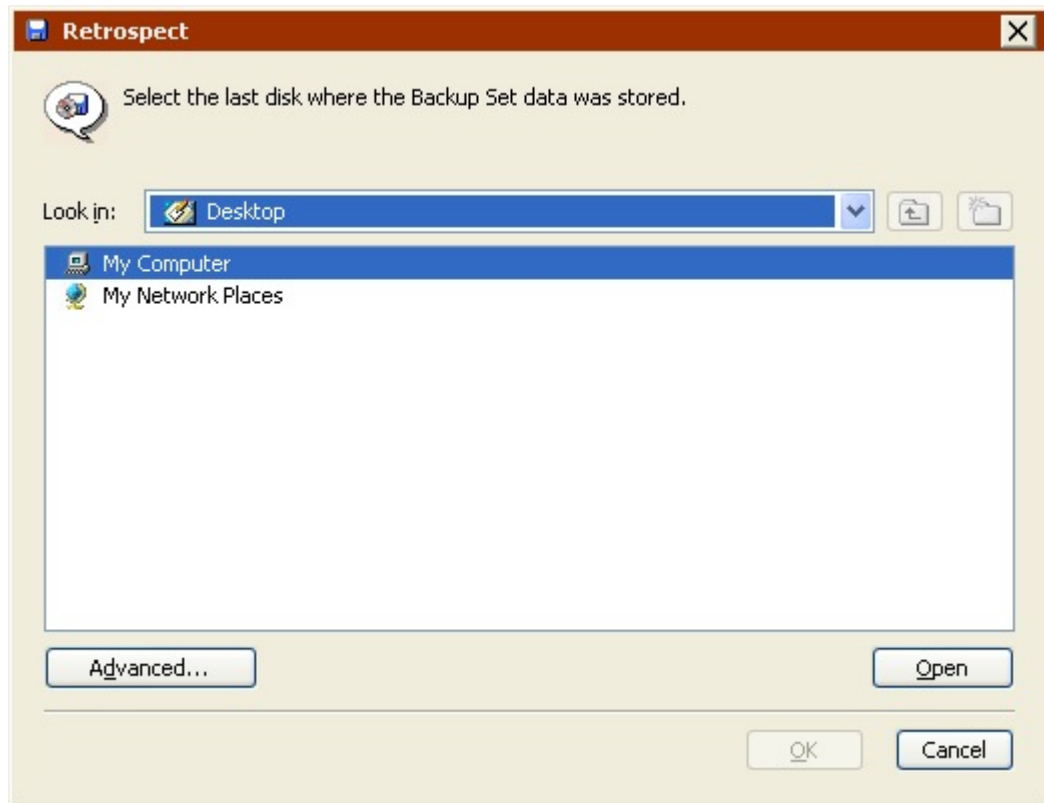 Retrospect
Select the last disk where the Backup Set data was stored.
Look in: Desktop
My Computer
My Network Places
Advanced... Open
OK Cancel